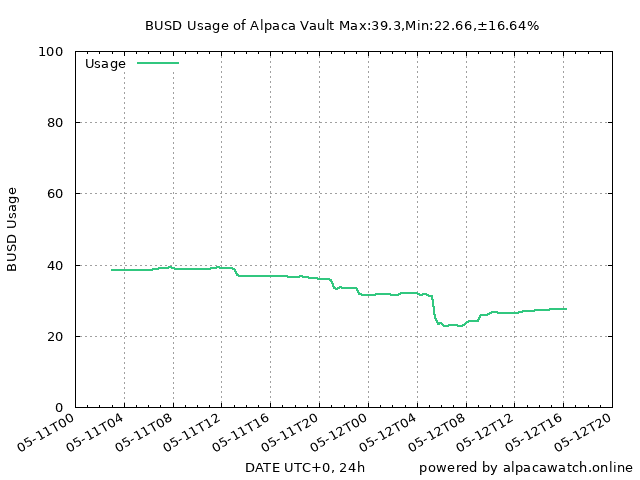 BUSD Usage of Alpaca Vault Max:39.3,Min:22.66,±16.64%
Usage
100
80
60
40
20
0
BUSD Usage
05-11T00
05-11T04
05-11T08
05-11T12
05-11T16
05-11T20
05-12T00
05-12T04
05-12T08
05-12T12
05-12T16
05-12T20
DATE UTC+0, 24h
powered by alpacawatch.online